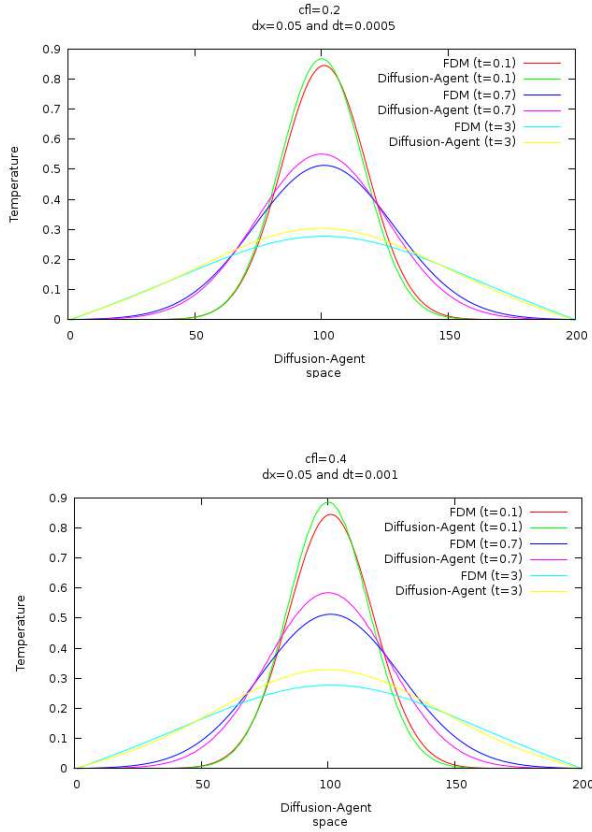 cfl=0.2
dx=0.05 and dt=0.0005
0.9
0.8
0.7
0.6
0.5
0.4
0.3
0.2
0.1
0
Temperature
FDM (t=0.1)
Diffusion-Agent (t=0.1)
FDM (t=0.7)
Diffusion-Agent (t=0.7)
FDM (t=3)
Diffusion-Agent (t=3)
0 50 100 150 200
Diffusion-Agent
space
cfl=0.4
dx=0.05 and dt=0.001
0.9
0.8
0.7
0.6
0.5
0.4
0.3
0.2
0.1
0
Temperature
FDM (t=0.1)
Diffusion-Agent (t=0.1)
FDM (t=0.7)
Diffusion-Agent (t=0.7)
FDM (t=3)
Diffusion-Agent (t=3)
0 50 100 150 200
Diffusion-Agent
space